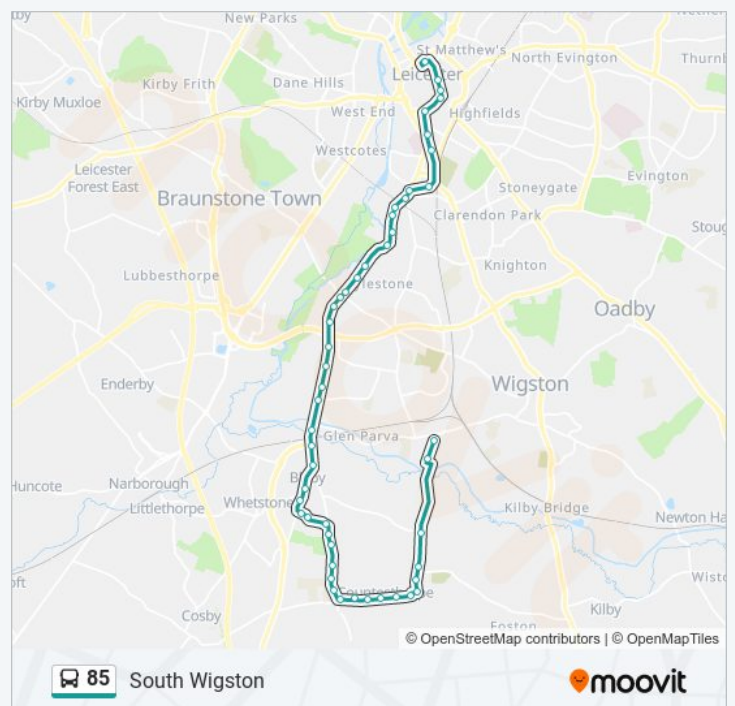 New Parks
St Matthew's
North Evington
Kirby Frith
Dane Hills
Leicester
Kirby Muxloe
West End
Highfields
Westcotes
Leicester
Forest East
Evington
Braunstone Town
Stoneygate
Clarendon Park
Knighton
Lubbesthorpe
Oadby
Enderby
Wigston
Glen Parva
Narborough
Whetstone
Littlethorpe
Kilby Bridge
Cosby
Kilby
© OpenStreetMap contributors | © OpenMapTiles
85 South Wigston
moovit